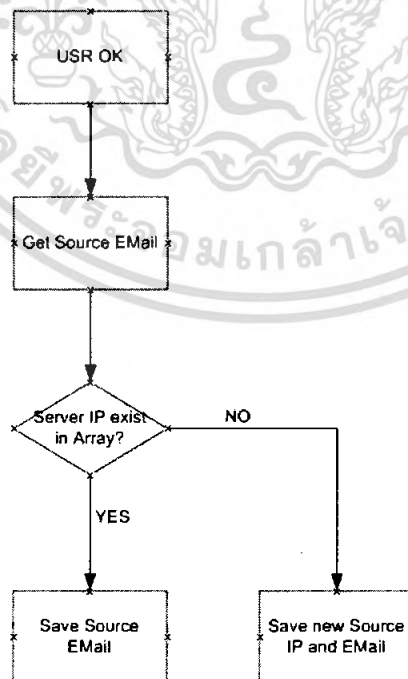 USR OK
Get Source EMail
Server IP exist
in Array?
NO
YES
Save Source
EMail
Save new Source
IP and EMail